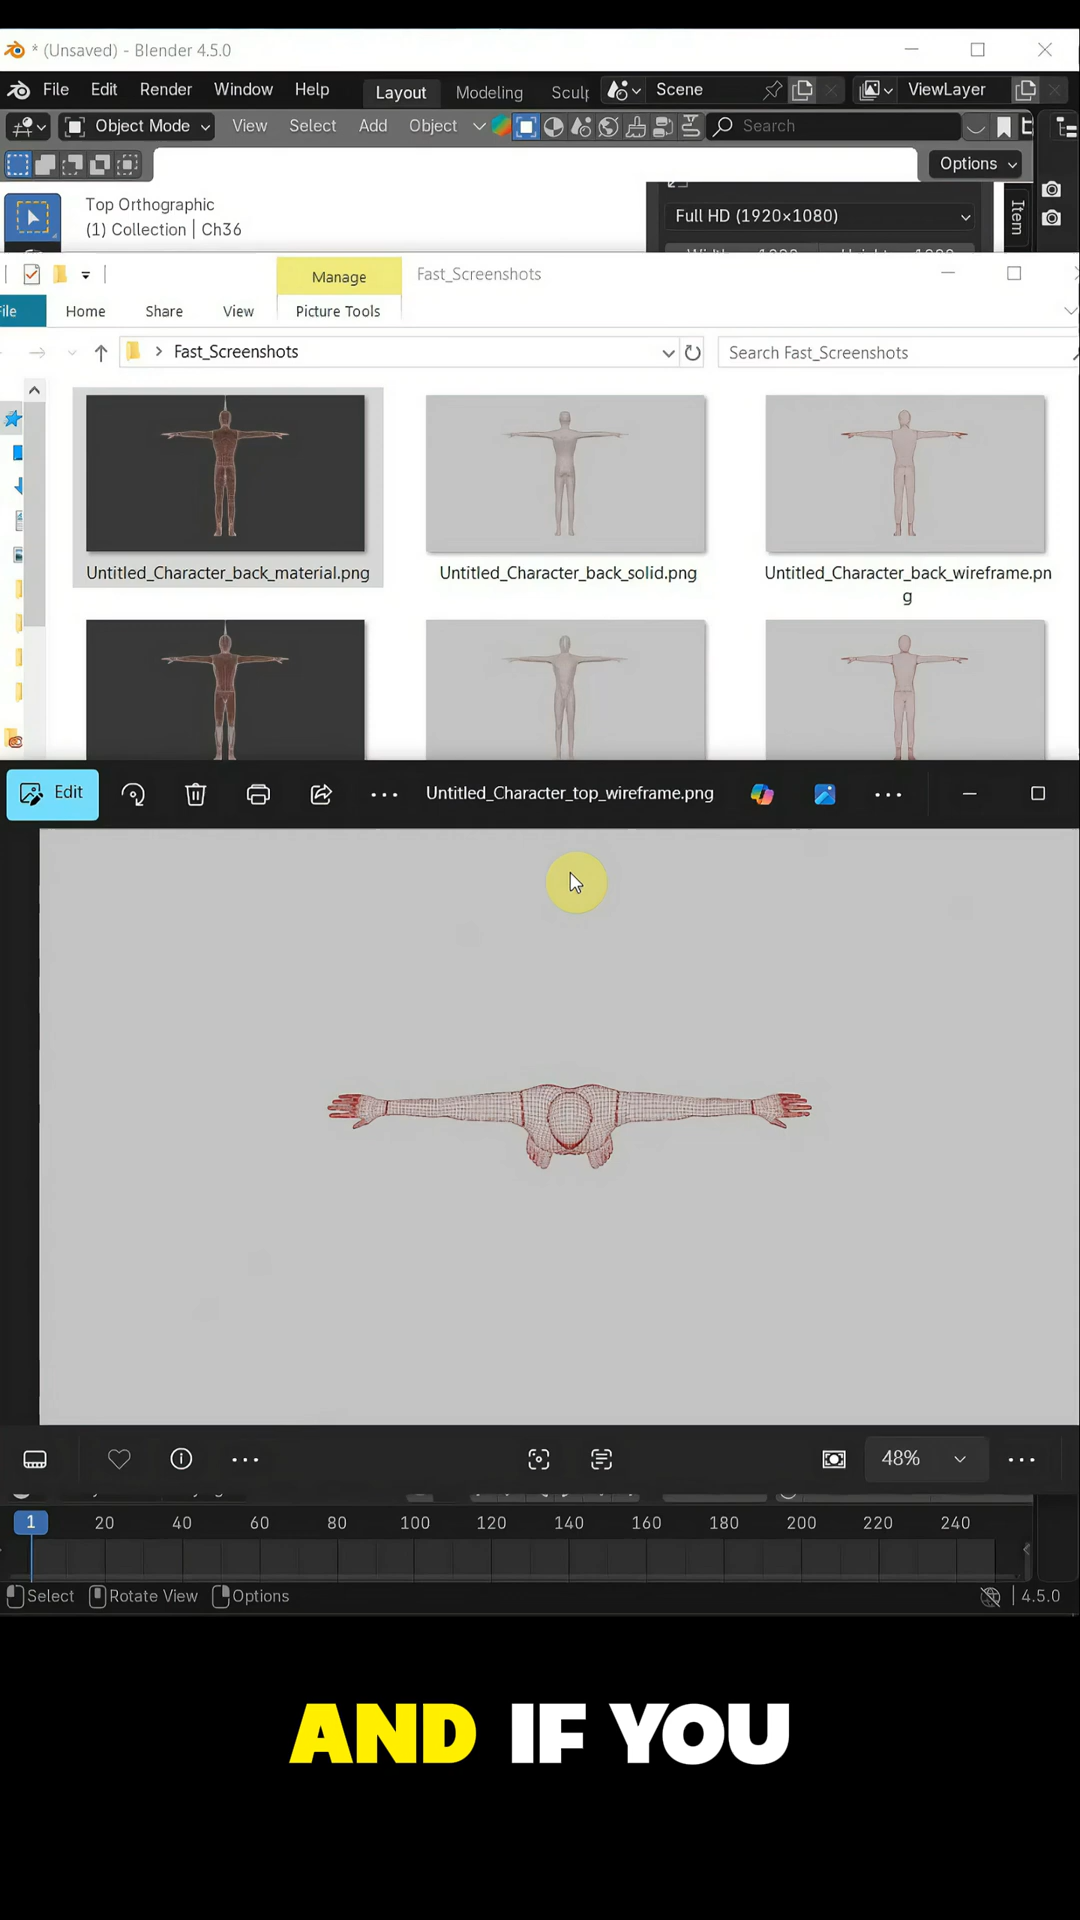 * (Unsaved) - Blender 4.5.0
File Edit Render Window Help Layout Modeling Sculp Scene ViewLayer
Object Mode View Select Add Object Search
Options
Top Orthographic
(1) Collection | Ch36
Full HD (1920×1080)
Item
Manage Fast_Screenshots
File Home Share View Picture Tools
Fast_Screenshots Search Fast_Screenshots
Untitled_Character_back_material.png Untitled_Character_back_solid.png Untitled_Character_back_wireframe.pn
g
Edit Untitled_Character_top_wireframe.png
48%
1 20 40 60 80 100 120 140 160 180 200 220 240
Select Rotate View Options 4.5.0
AND IF YOU